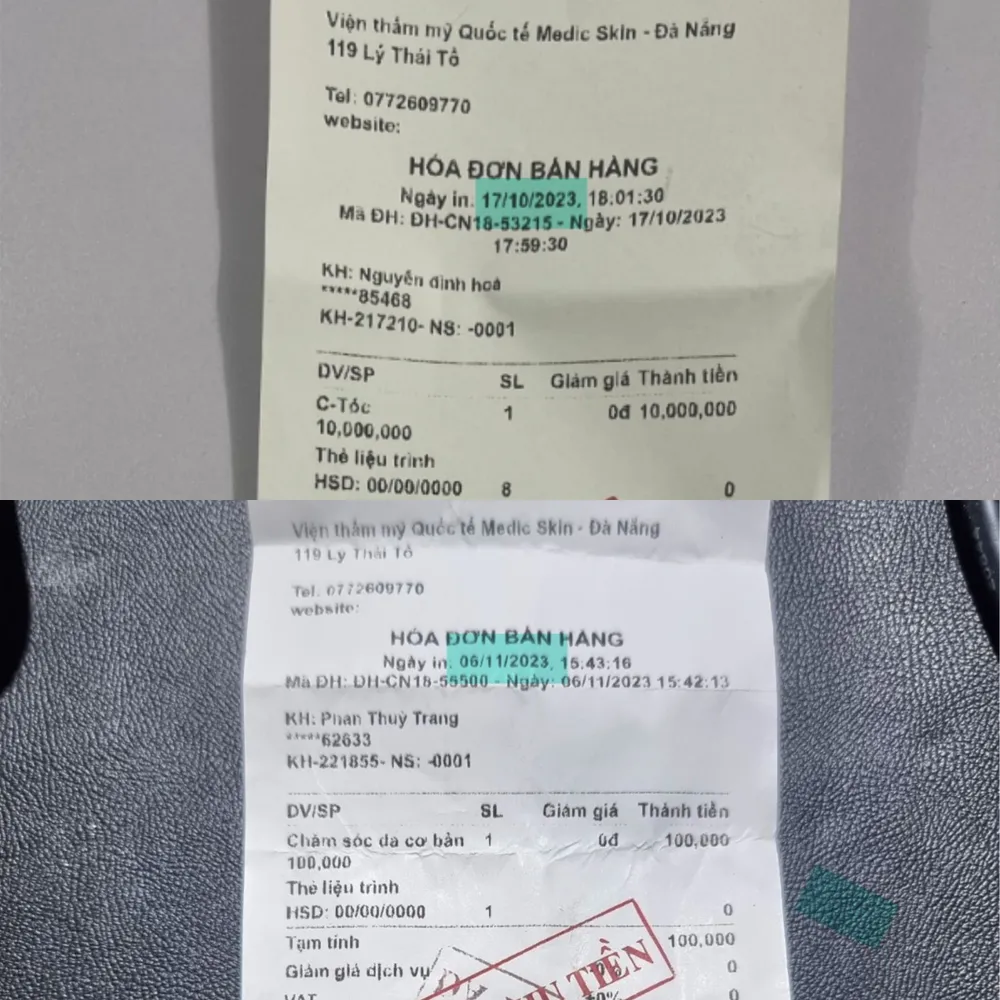 Viện thẩm mỹ Quốc tế Medic Skin - Đà Nẵng
119 Lý Thái Tổ
Tel: 0772609770
website:
HÓA ĐƠN BÁN HÀNG
Ngày in. 17/10/2023, 18:01:30
Mã ĐH: ĐH-CN18-53215 - Ngày: 17/10/2023
17:59:30
KH: Nguyễn đình hoà
*****85468
KH-217210- NS: -0001
DV/SP SL Giảm giá Thành tiền
C-Tóc 1 0đ 10,000,000
10,000,000
Thẻ liệu trình
HSD: 00/00/0000 8 0
Viện thẩm mỹ Quốc tế Medic Skin - Đà Nẵng
119 Lý Thái Tổ
Tel. 0772609770
website:
HÓA ĐƠN BÁN HÀNG
Ngày in. 06/11/2023, 15:43:16
Mã ĐH: ĐH-CN18-55500 - Ngày: 06/11/2023 15:42:13
KH: Phan Thuỳ Trang
*****62633
KH-221855- NS: -0001
DV/SP SL Giảm giá Thành tiền
Chăm sóc da cơ bản 1 0đ 100,000
100,000
Thẻ liệu trình
HSD: 00/00/0000 1 0
Tạm tính 100,000
Giảm giá dịch vụ 0
TIỀN
VAT 0